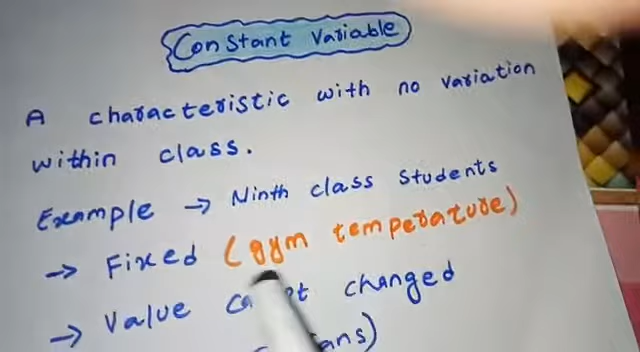 Constant Variable
A characteristic with no variation
within class.
Example → Ninth class students
→ Fixed (gym temperature)
→ Value changed